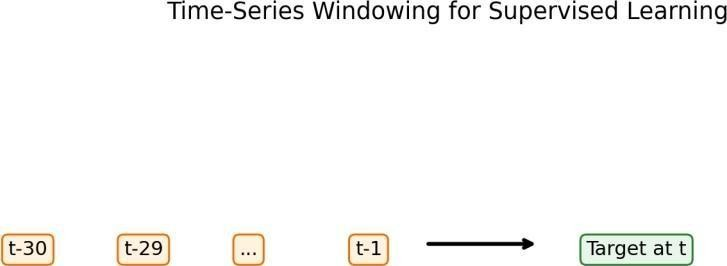 Time-Series Windowing for Supervised Learning
t-30 t-29 ... t-1 Target at t